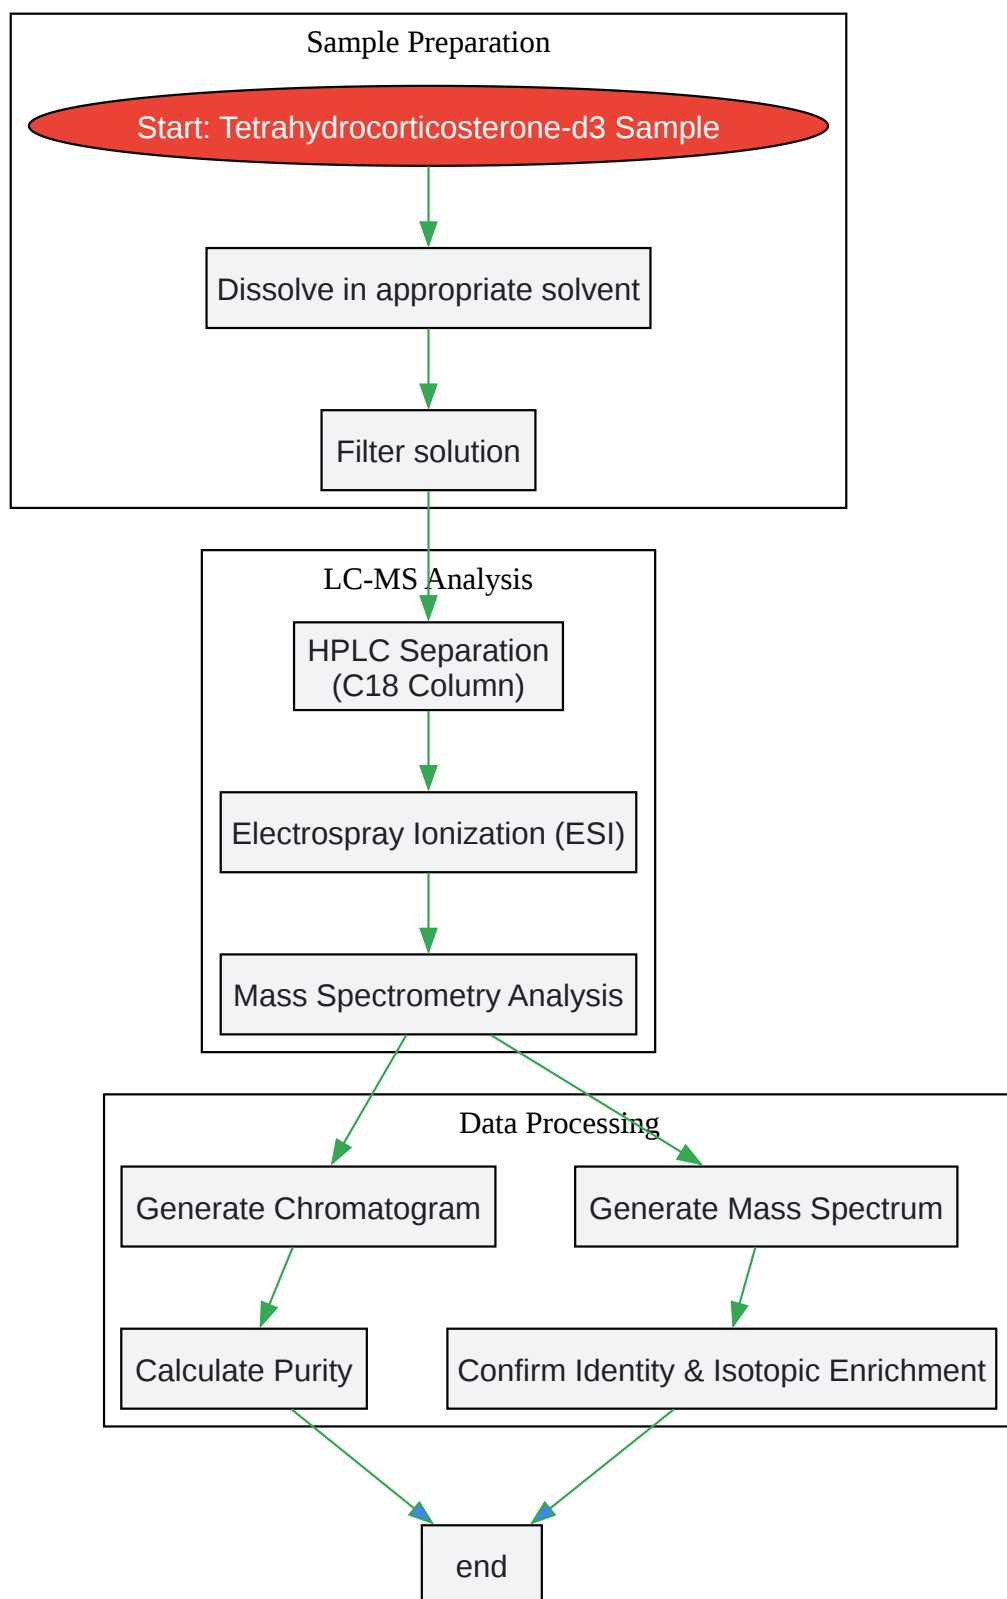 Sample Preparation
Start: Tetrahydrocorticosterone-d3 Sample
Dissolve in appropriate solvent
Filter solution
LC-MS Analysis
HPLC Separation
(C18 Column)
Electrospray Ionization (ESI)
Mass Spectrometry Analysis
Data Processing
Generate Chromatogram
Generate Mass Spectrum
Calculate Purity
Confirm Identity & Isotopic Enrichment
end